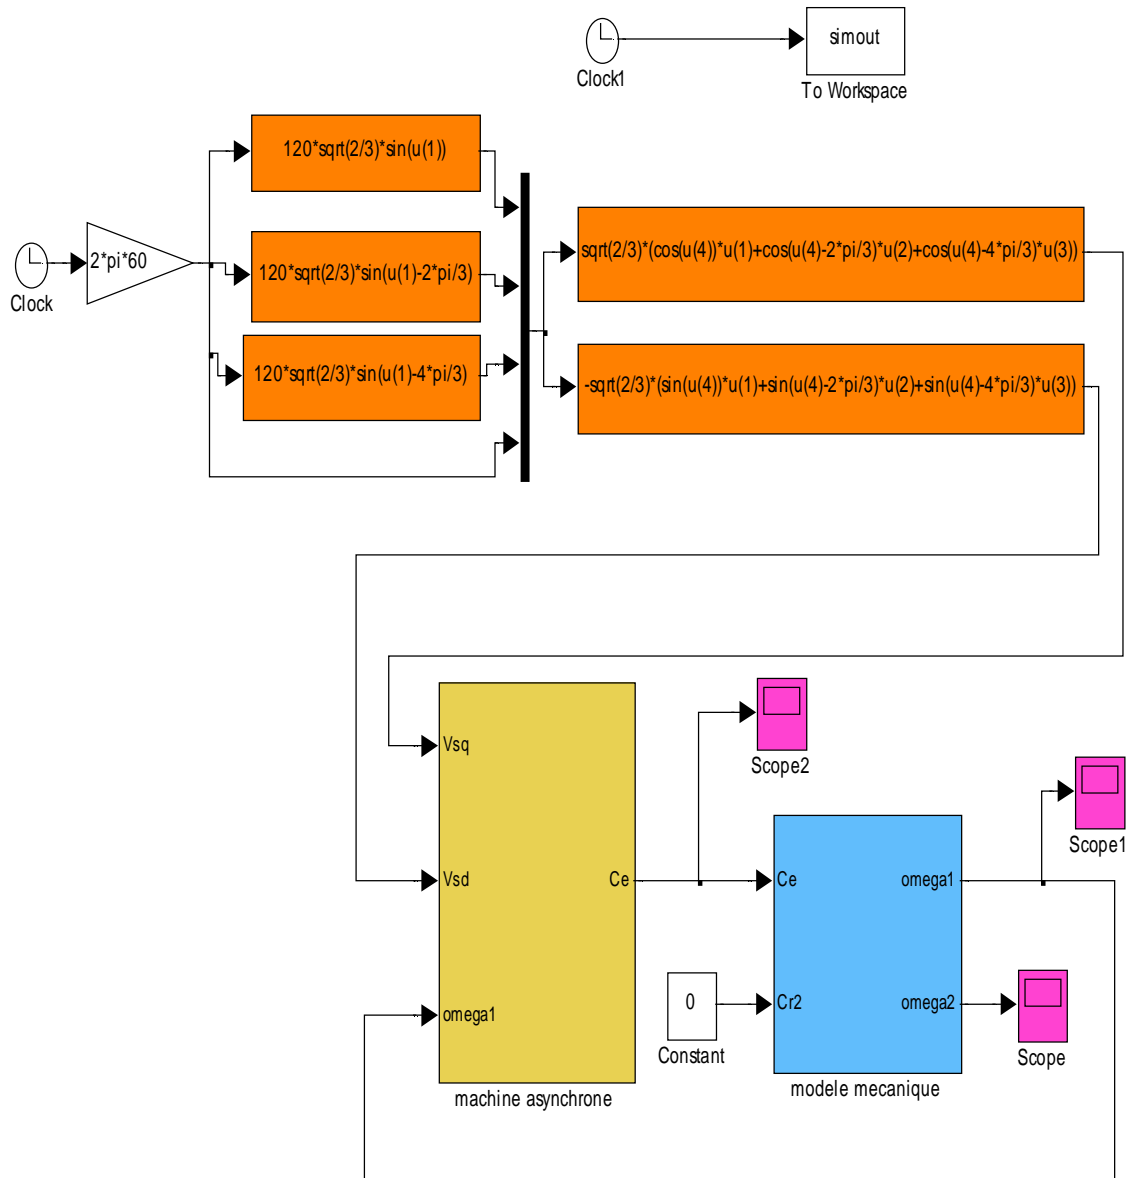 simout
Clock1
To Workspace
120*sqrt(2/3)*sin(u(1))
2*pi*60
Clock
120*sqrt(2/3)*sin(u(1)-2*pi/3)
120*sqrt(2/3)*sin(u(1)-4*pi/3)
sqrt(2/3)*(cos(u(4))*u(1)+cos(u(4)-2*pi/3)*u(2)+cos(u(4)-4*pi/3)*u(3))
-sqrt(2/3)*(sin(u(4))*u(1)+sin(u(4)-2*pi/3)*u(2)+sin(u(4)-4*pi/3)*u(3))
Vsq
Vsd
omega1
Ce
machine asynchrone
Scope2
Scope1
Ce
omega1
0
Constant
Cr2
omega2
Scope
modele mecanique